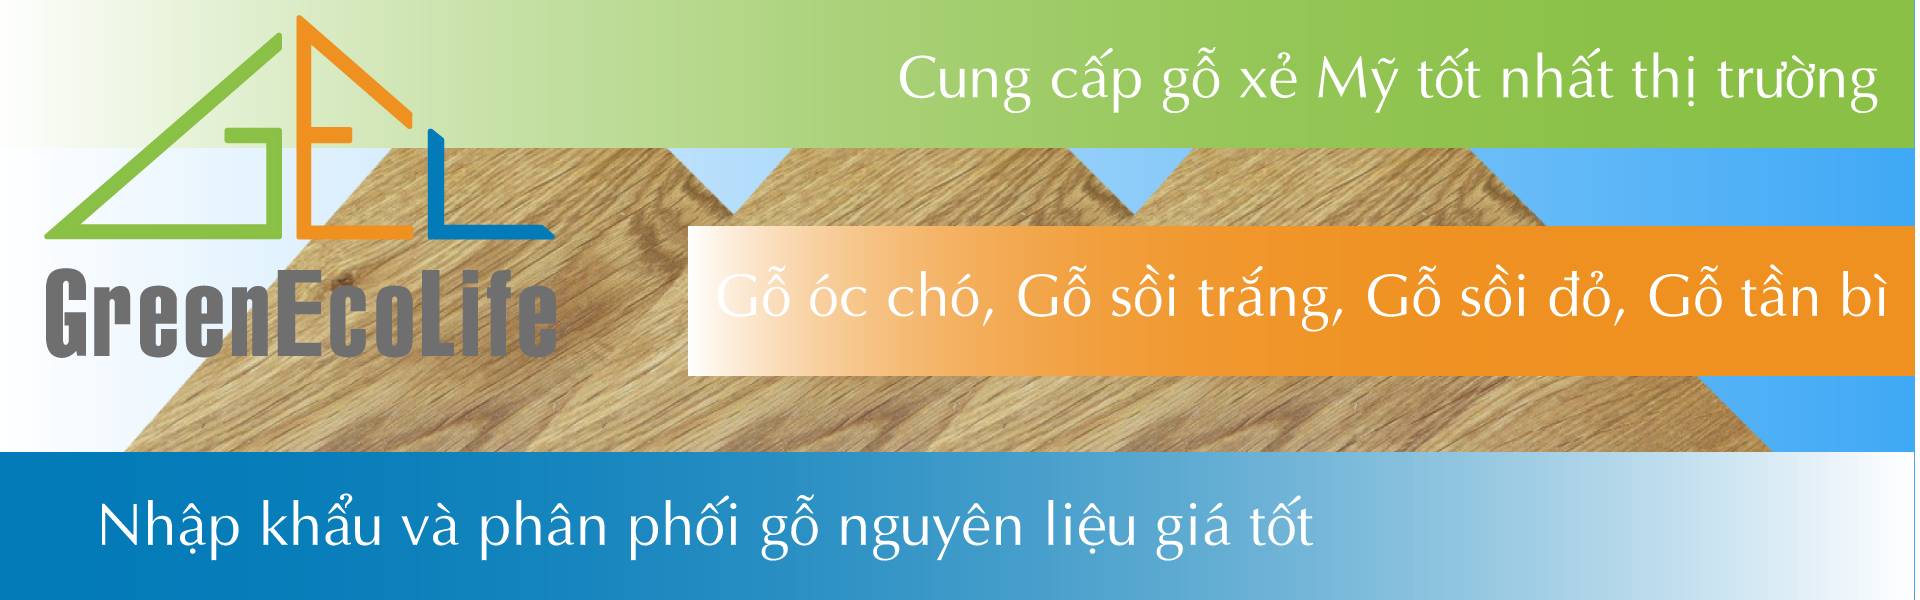 Cung cấp gỗ xẻ Mỹ tốt nhất thị trường
GEL
GreenEcoLife
Gỗ óc chó, Gỗ sồi trắng, Gỗ sồi đỏ, Gỗ tần bì
Nhập khẩu và phân phối gỗ nguyên liệu giá tốt